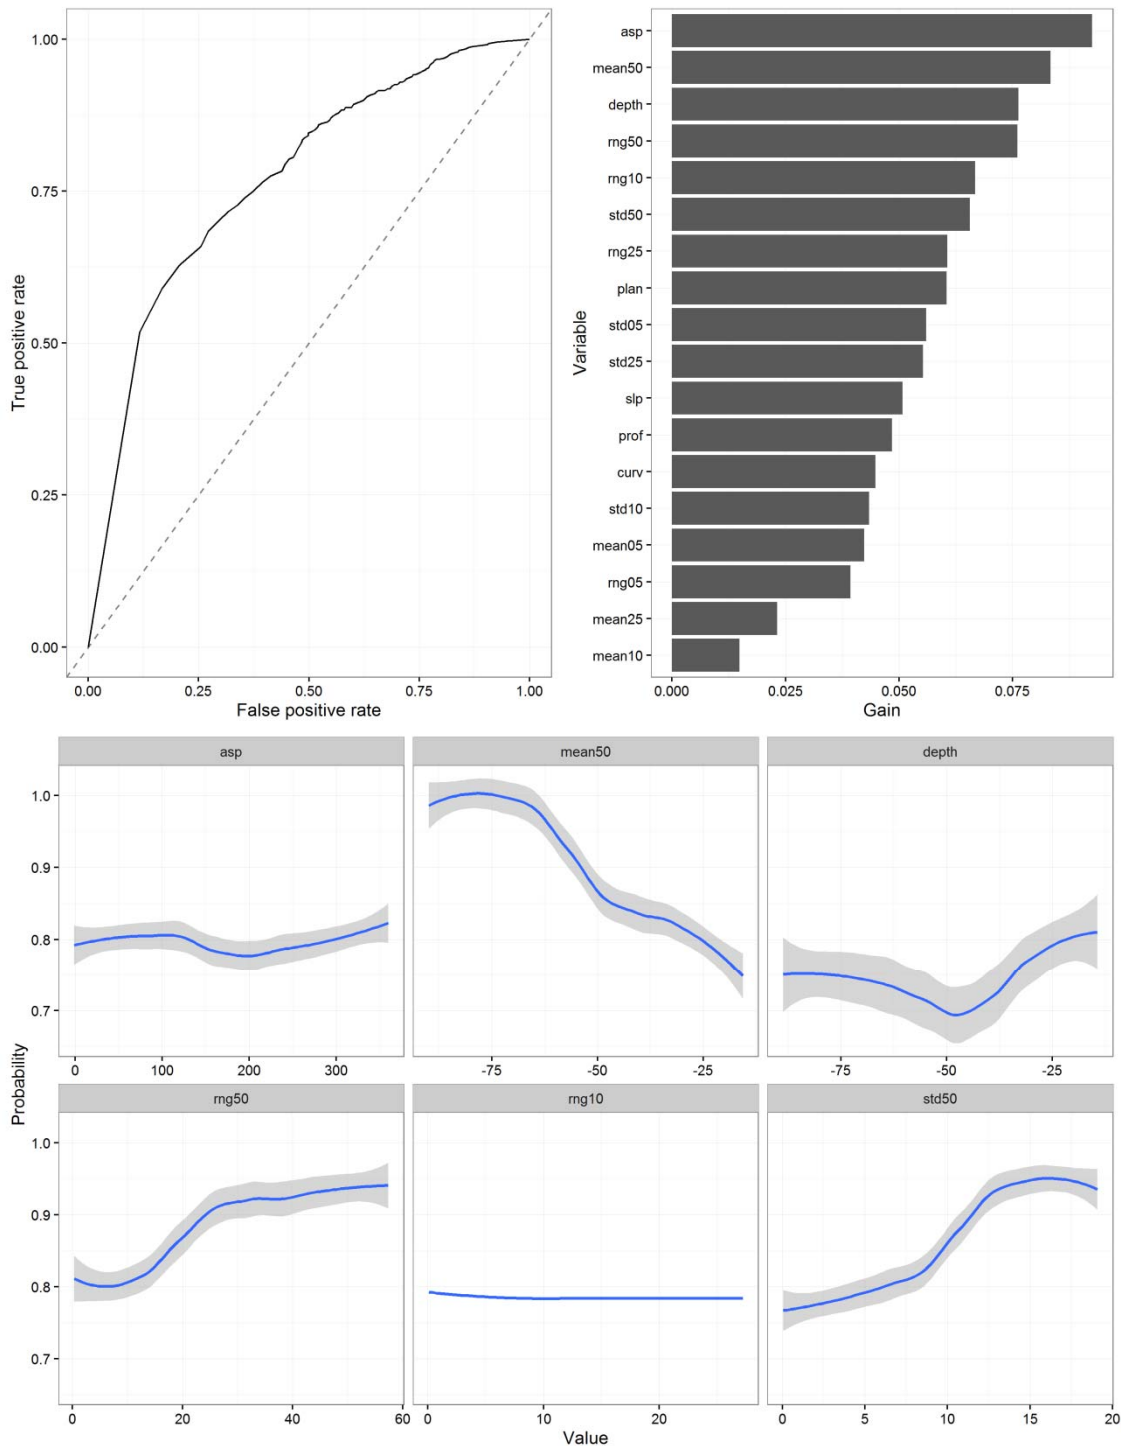 1.00
0.75
0.50
0.25
0.00
True positive rate
0.00 0.25 0.50 0.75 1.00
False positive rate
asp
mean50
depth
rng50
rng10
std50
rng25
plan
std05
std25
slp
prof
curv
std10
mean05
rng05
mean25
mean10
Variable
0.000 0.025 0.050 0.075
Gain
asp mean50 depth
1.0
0.9
0.8
0.7
0 100 200 300 -75 -50 -25 -75 -50 -25
Probability
rng50 rng10 std50
1.0
0.9
0.8
0.7
0 20 40 60 0 10 20 0 5 10 15 20
Value